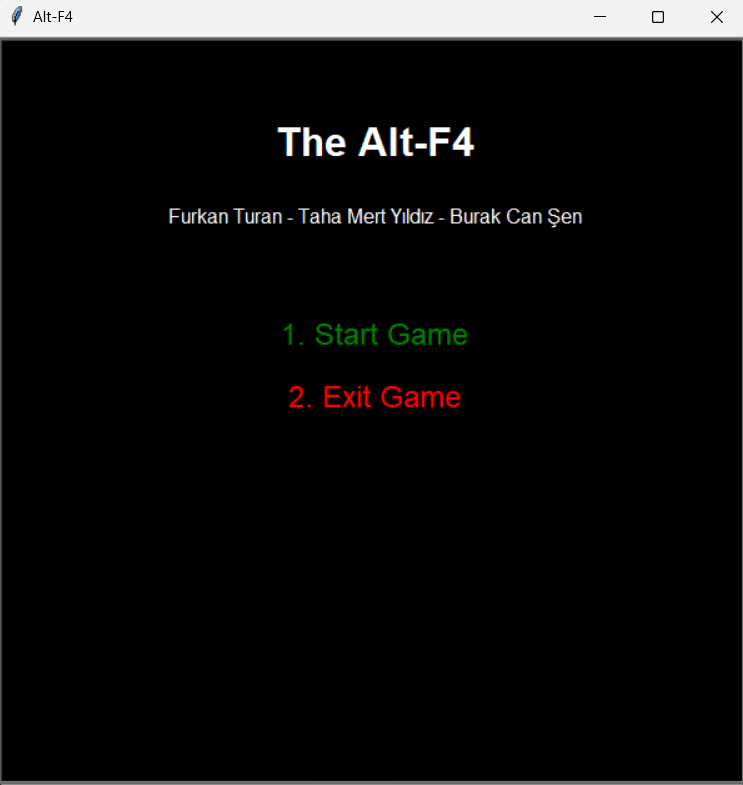 Alt-F4
The Alt-F4
Furkan Turan - Taha Mert Yıldız - Burak Can Şen
1. Start Game
2. Exit Game